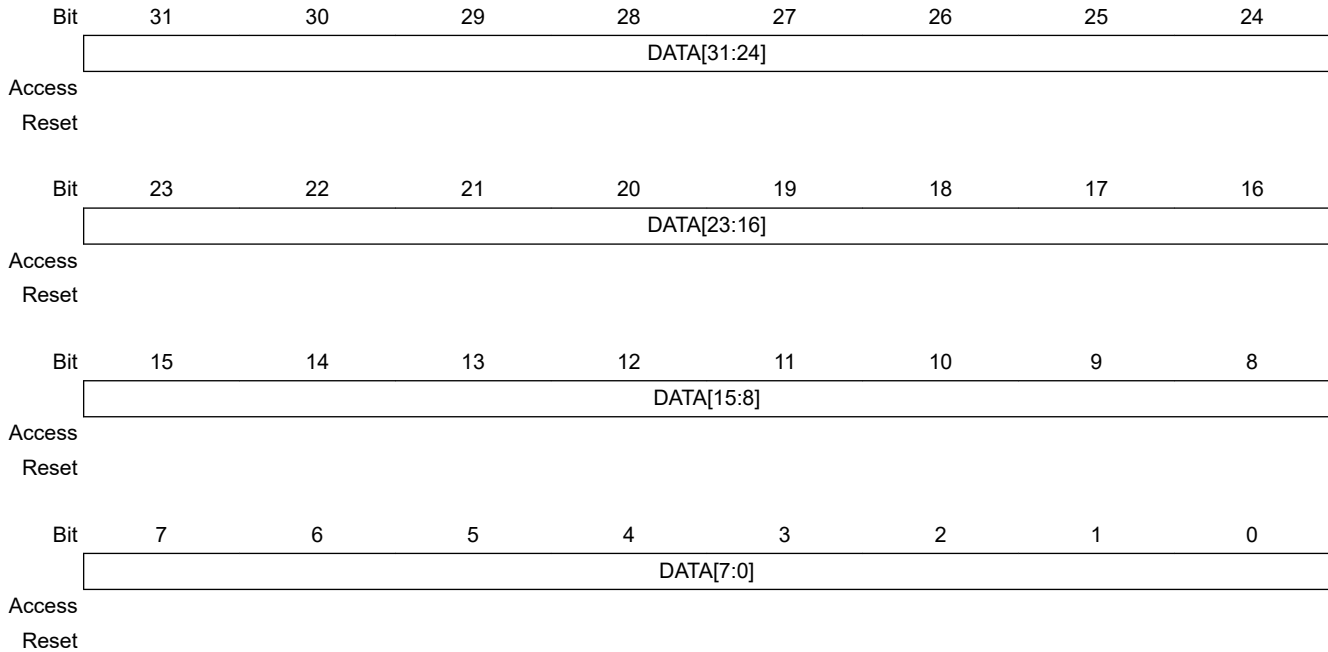 Bit 31 30 29 28 27 26 25 24
DATA[31:24]
Access
Reset
Bit 23 22 21 20 19 18 17 16
DATA[23:16]
Access
Reset
Bit 15 14 13 12 11 10 9 8
DATA[15:8]
Access
Reset
Bit 7 6 5 4 3 2 1 0
DATA[7:0]
Access
Reset